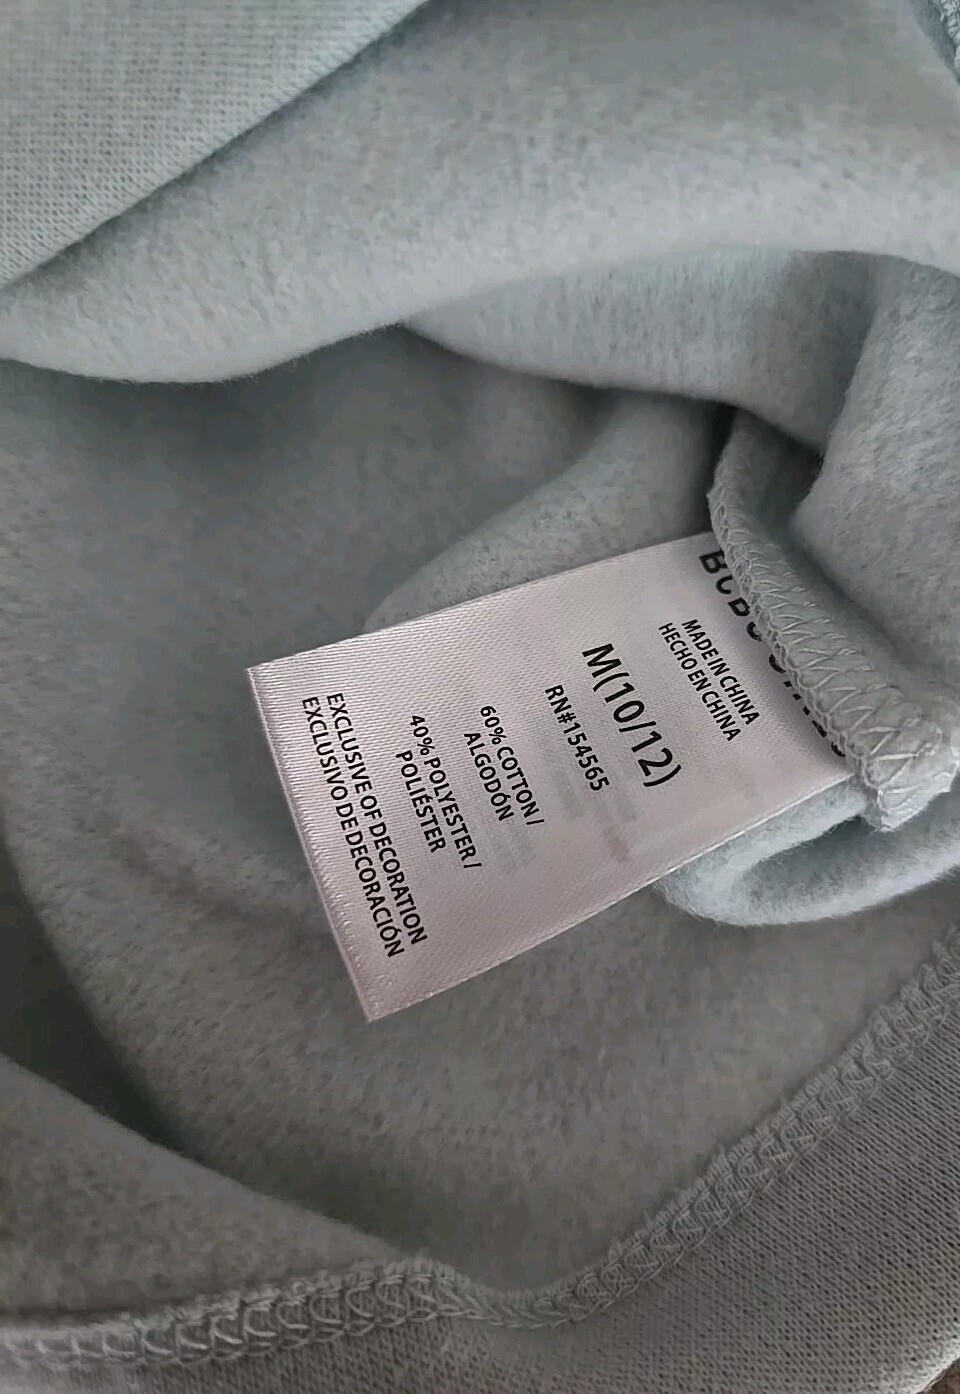 MADE IN CHINA
HECHO EN CHINA
M(10/12)
RN#154565
60% COTTON /
ALGODÓN
40% POLYESTER /
POLIÉSTER
EXCLUSIVE OF DECORATION
EXCLUSIVO DE DECORACIÓN